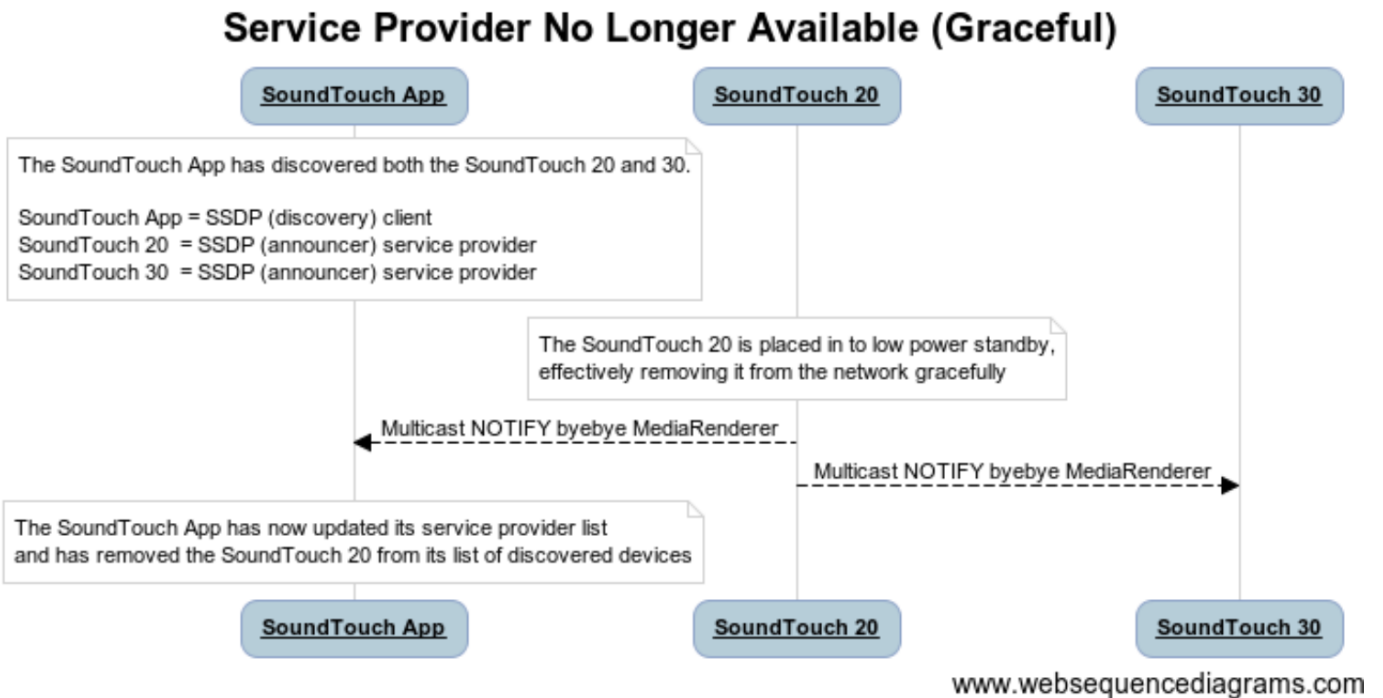 Service Provider No Longer Available (Graceful)
SoundTouch App
SoundTouch 20
SoundTouch 30
The SoundTouch App has discovered both the SoundTouch 20 and 30.
SoundTouch App = SSDP (discovery) client
SoundTouch 20  = SSDP (announcer) service provider
SoundTouch 30  = SSDP (announcer) service provider
The SoundTouch 20 is placed in to low power standby,
effectively removing it from the network gracefully
Multicast NOTIFY byebye MediaRenderer
Multicast NOTIFY byebye MediaRenderer
The SoundTouch App has now updated its service provider list
and has removed the SoundTouch 20 from its list of discovered devices
SoundTouch App
SoundTouch 20
SoundTouch 30
www.websequencediagrams.com